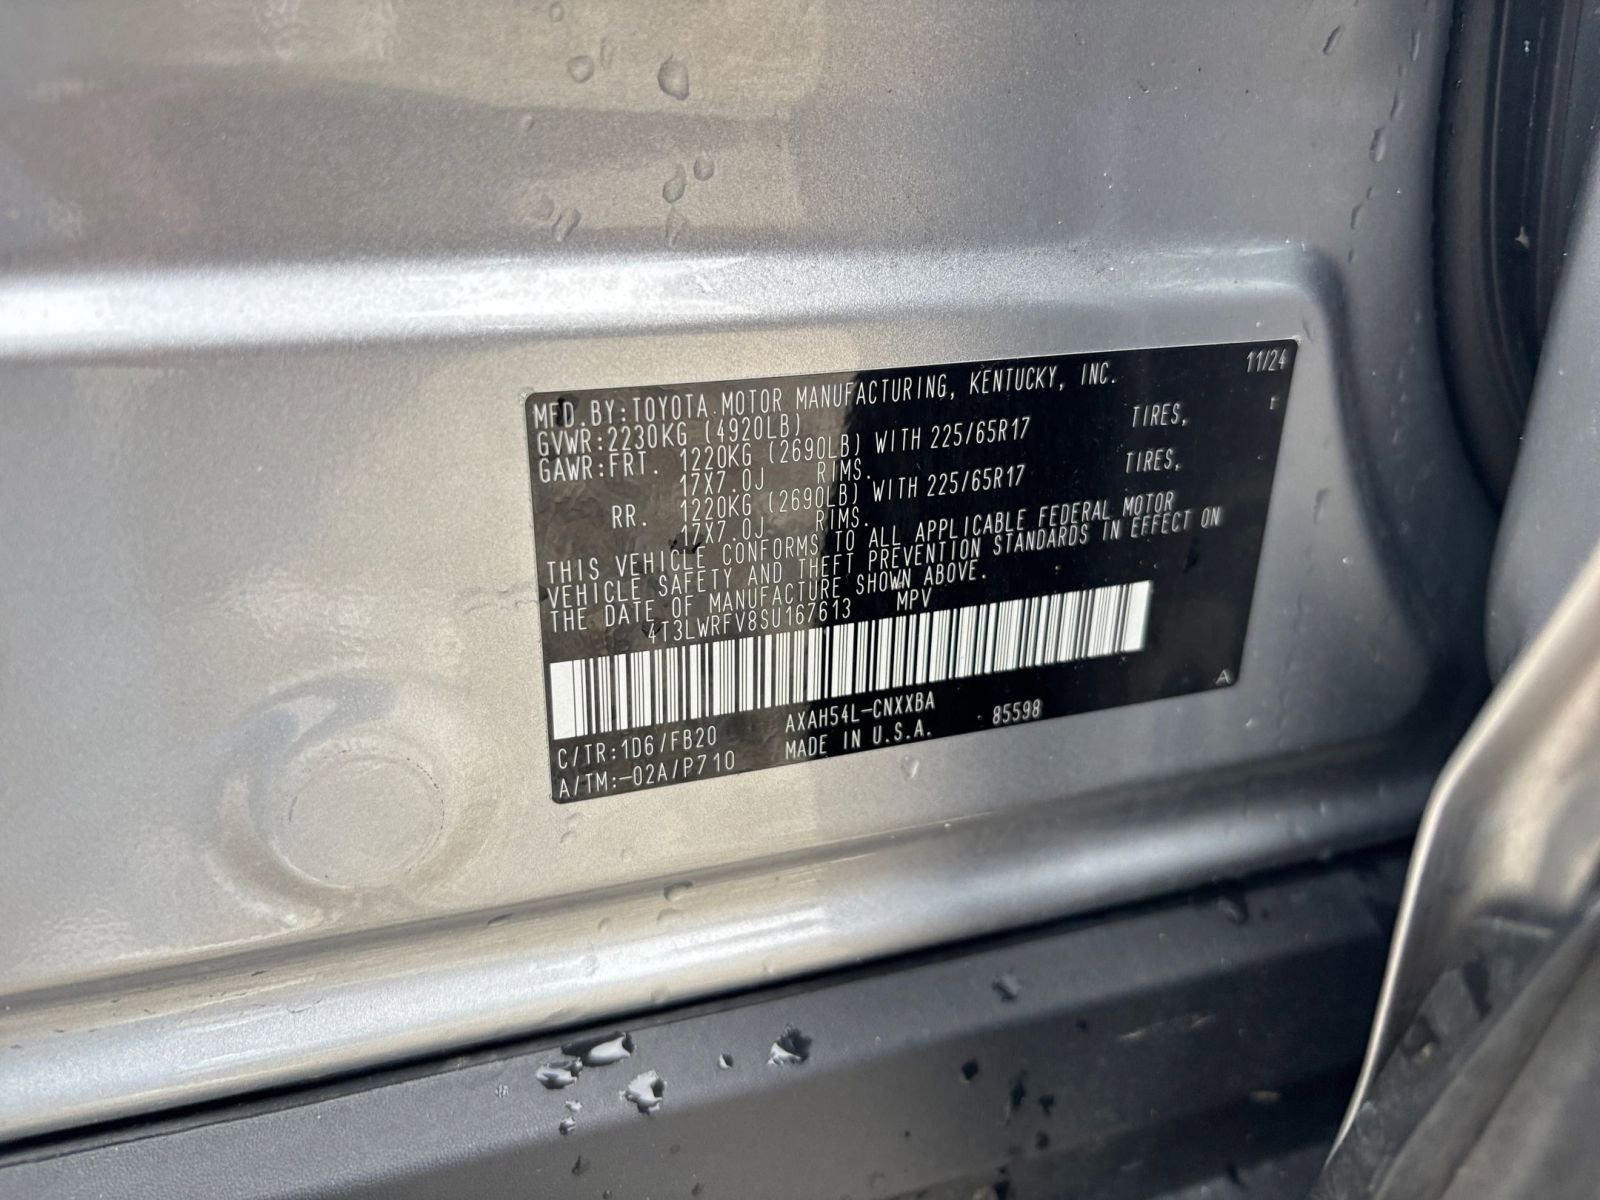 11/24
MFD.BY:TOYOTA MOTOR MANUFACTURING, KENTUCKY, INC.
GVWR:2230KG (4920LB)
GAWR:FRT. 1220KG (2690LB) WITH 225/65R17 TIRES,
17X7.0J RIMS.
RR. 1220KG (2690LB) WITH 225/65R17 TIRES,
17X7.0J RIMS.
THIS VEHICLE CONFORMS TO ALL APPLICABLE FEDERAL MOTOR
VEHICLE SAFETY AND THEFT PREVENTION STANDARDS IN EFFECT ON
THE DATE OF MANUFACTURE SHOWN ABOVE.
4T3LWRFV8SU167613 MPV
A
C/TR:1D6/FB20 AXAH54L-CNXXBA 85598
A/TM:-02A/P710 MADE IN U.S.A.